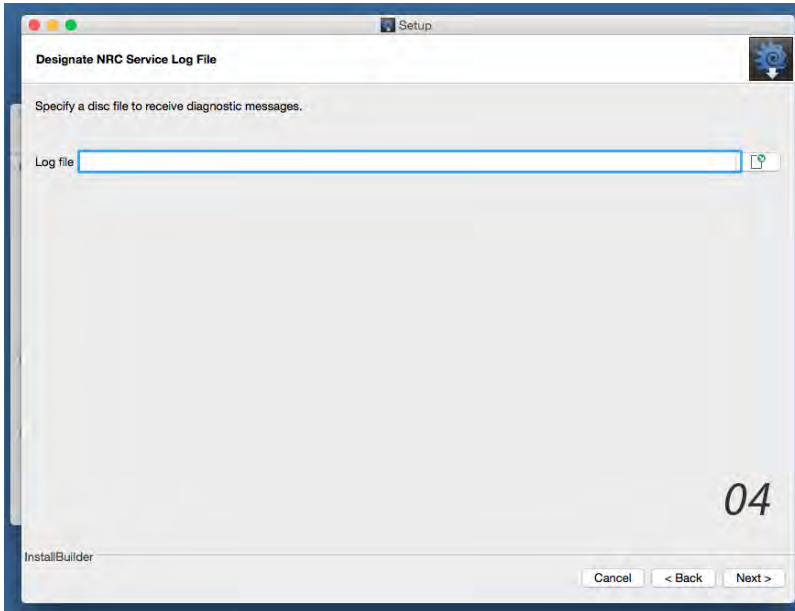 Setup
Designate NRC Service Log File
Specify a disc file to receive diagnostic messages.
Log file
04
InstallBuilder
Cancel < Back Next >